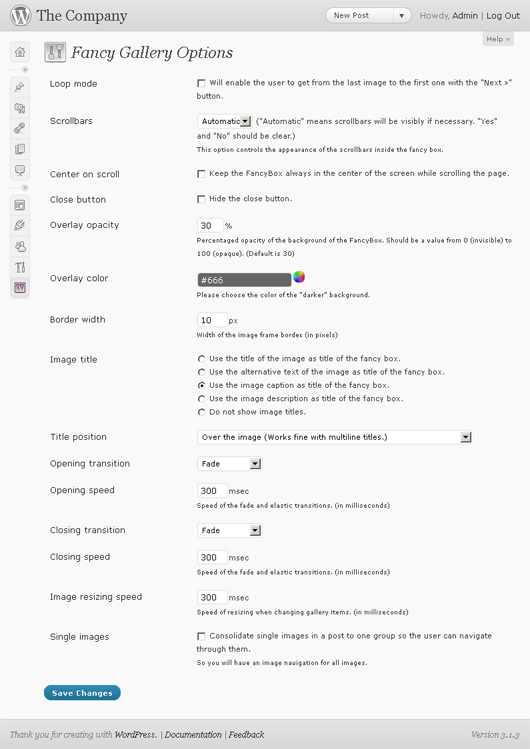 The Company
New Post
Howdy, Admin | Log Out
Help
Fancy Gallery Options
Loop mode
Will enable the user to get from the last image to the first one with the "Next »"
button.
Scrollbars
Automatic ("Automatic" means scrollbars will be visibly if necessary. "Yes"
and "No" should be clear.)
This option controls the appearance of the scrollbars inside the fancy box.
Center on scroll
Keep the FancyBox always in the center of the screen while scrolling the page.
Close button
Hide the close button.
Overlay opacity
30 %
Percentaged opacity of the background of the FancyBox. Should be a value from 0 (invisible) to
100 (opaque). (Default is 30)
Overlay color
#666
Please choose the color of the "darker" background.
Border width
10 px
Width of the image frame border (in pixels)
Image title
Use the title of the image as title of the fancy box.
Use the alternative text of the image as title of the fancy box.
Use the image caption as title of the fancy box.
Use the image description as title of the fancy box.
Do not show image titles.
Title position
Over the image (Works fine with multiline titles.)
Opening transition
Fade
Opening speed
300 msec
Speed of the fade and elastic transitions. (in milliseconds)
Closing transition
Fade
Closing speed
300 msec
Speed of the fade and elastic transitions. (in milliseconds)
Image resizing speed
300 msec
Speed of resizing when changing gallery items. (in milliseconds)
Single images
Consolidate single images in a post to one group so the user can navigate
through them.
So you will have an image navigation for all images.
Save Changes
Thank you for creating with WordPress. | Documentation | Feedback
Version 3.1.3